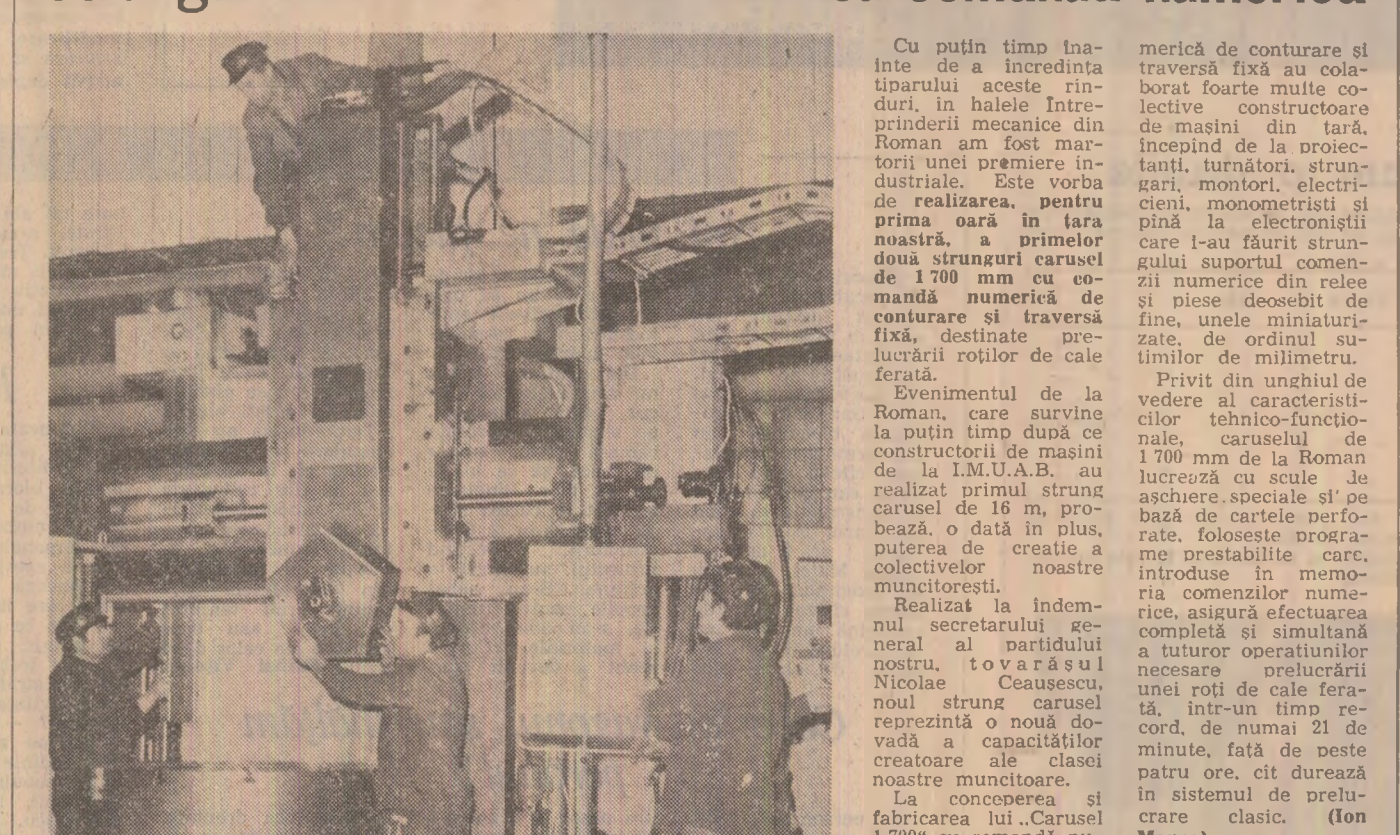 Cu puțin timp îna-
inte de a încredința
tiparului aceste rîn-
duri, în halele Între-
prinderii mecanice din
Roman am fost mar-
torii unei premiere in-
dustriale. Este vorba
de realizarea, pentru
prima oară în țara
noastră, a primelor
două strunguri carusel
de 1 700 mm cu co-
mandă numerică de
conturare și traversă
fixă, destinate pre-
lucrării roților de cale
ferată.
Evenimentul de la
Roman, care survine
la puțin timp după ce
constructorii de mașini
de la I.M.U.A.B. au
realizat primul strung
carusel de 16 m, pro-
bează, o dată în plus,
puterea de creație a
colectivelor noastre
muncitorești.
Realizat la îndem-
nul secretarului ge-
neral al partidului
nostru, tovarășul
Nicolae Ceaușescu,
noul strung carusel
reprezintă o nouă do-
vadă a capacităților
creatoare ale clasei
noastre muncitoare.
La conceperea și
fabricarea lui „Carusel
1 700“ cu comandă nu-
merică de conturare și
traversă fixă au cola-
borat foarte multe co-
lective constructoare
de mașini din țară,
începînd de la proiec-
tanți, turnători, strun-
gari, montori, electri-
cieni, monometriști și
pînă la electroniștii
care i-au făurit strun-
gului suportul comen-
zii numerice din relee
și piese deosebit de
fine, unele miniaturi-
zate, de ordinul su-
timilor de milimetru.
Privit din unghiul de
vedere al caracteristi-
cilor tehnico-funcțio-
nale, caruselul de
1 700 mm de la Roman
lucrează cu scule de
așchiere speciale și pe
bază de cartele perfo-
rate, folosește progra-
me prestabilite care,
introduse în memo-
ria comenzilor nume-
rice, asigură efectuarea
completă și simultană
a tuturor operațiunilor
necesare prelucrării
unei roți de cale fera-
tă, într-un timp re-
cord, de numai 21 de
minute, față de peste
patru ore, cît durează
în sistemul de prelu-
crare clasic. (Ion